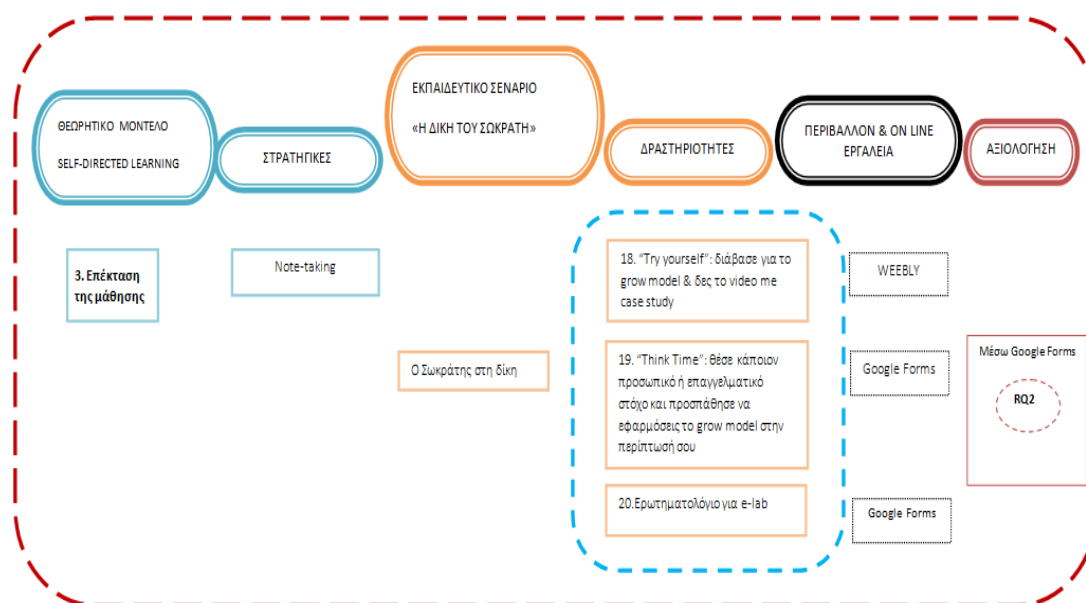 ΘΕΩΡΗΤΙΚΟ ΜΟΝΤΕΛΟ
SELF-DIRECTED LEARNING
ΣΤΡΑΤΗΓΙΚΕΣ
ΕΚΠΑΙΔΕΥΤΙΚΟ ΣΕΝΑΡΙΟ
«Η ΔΙΚΗ ΤΟΥ ΣΩΚΡΑΤΗ»
ΔΡΑΣΤΗΡΙΟΤΗΤΕΣ
ΠΕΡΙΒΑΛΛΟΝ & ON LINE
ΕΡΓΑΛΕΙΑ
ΑΞΙΟΛΟΓΗΣΗ
3. Επέκταση
της μάθησης
Note-taking
Ο Σωκράτης στη δίκη
18. “Try yourself”: διάβασε για το
grow model & δες το video με
case study
19. “Think Time”: θέσε κάποιον
προσωπικό ή επαγγελματικό
στόχο και προσπάθησε να
εφαρμόσεις το grow model στην
περίπτωσή σου
20.Ερωτηματολόγιο για e-lab
WEEBLY
Google Forms
Google Forms
Μέσω Google Forms
RQ2